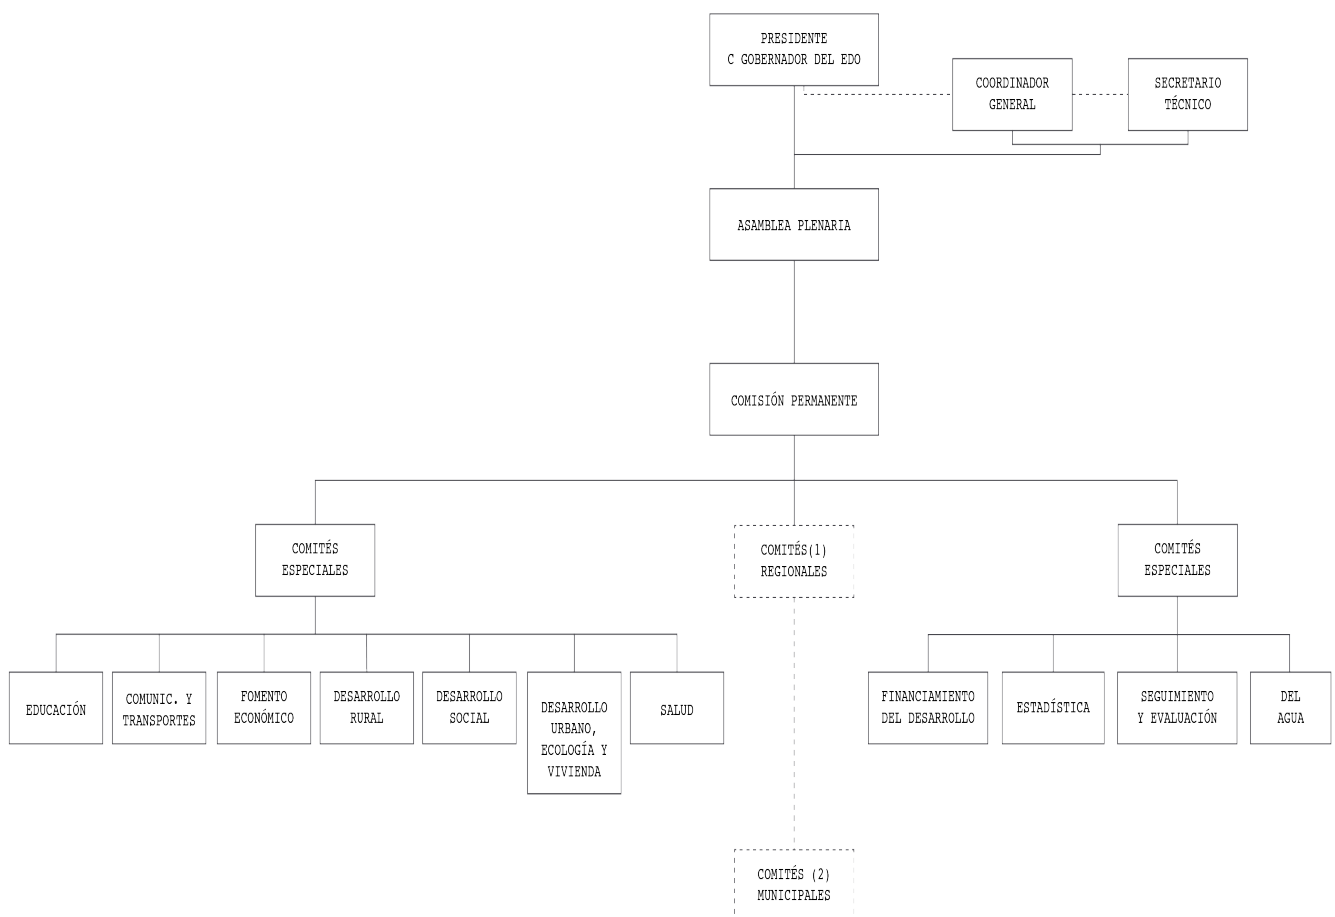 PRESIDENTE
C GOBERNADOR DEL EDO
COORDINADOR
GENERAL
SECRETARIO
TÉCNICO
ASAMBLEA PLENARIA
COMISIÓN PERMANENTE
COMITÉS
ESPECIALES
COMITÉS(1)
REGIONALES
COMITÉS
ESPECIALES
EDUCACIÓN
COMUNIC. Y
TRANSPORTES
FOMENTO
ECONÓMICO
DESARROLLO
RURAL
DESARROLLO
SOCIAL
DESARROLLO
URBANO,
ECOLOGÍA Y
VIVIENDA
SALUD
FINANCIAMIENTO
DEL DESARROLLO
ESTADÍSTICA
SEGUIMIENTO
Y EVALUACIÓN
DEL
AGUA
COMITÉS (2)
MUNICIPALES